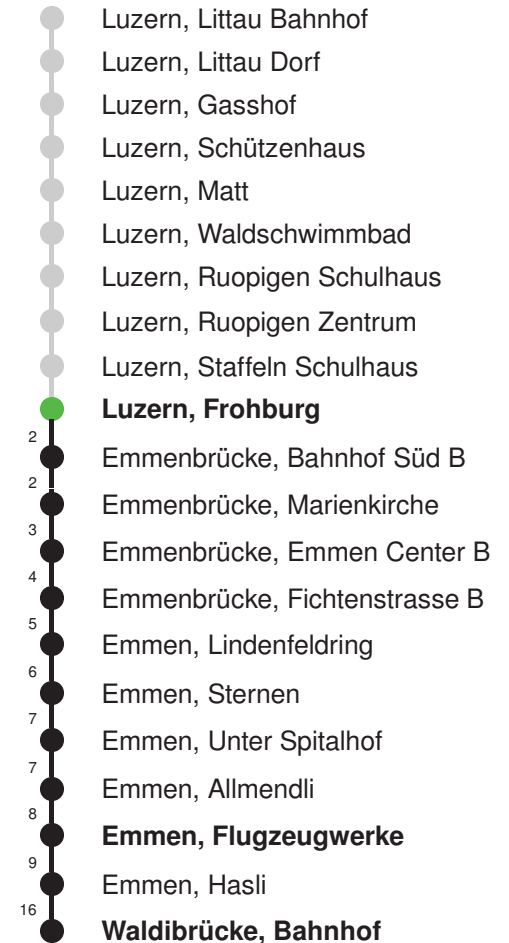 Luzern, Littau Bahnhof
Luzern, Littau Dorf
Luzern, Gasshof
Luzern, Schützenhaus
Luzern, Matt
Luzern, Waldschwimmbad
Luzern, Ruopigen Schulhaus
Luzern, Ruopigen Zentrum
Luzern, Staffeln Schulhaus
Luzern, Frohburg
2 Emmenbrücke, Bahnhof Süd B
2 Emmenbrücke, Marienkirche
3 Emmenbrücke, Emmen Center B
4 Emmenbrücke, Fichtenstrasse B
5 Emmen, Lindenfeldring
6 Emmen, Sternen
7 Emmen, Unter Spitalhof
7 Emmen, Allmendli
8 Emmen, Flugzeugwerke
9 Emmen, Hasli
16 Waldibrücke, Bahnhof